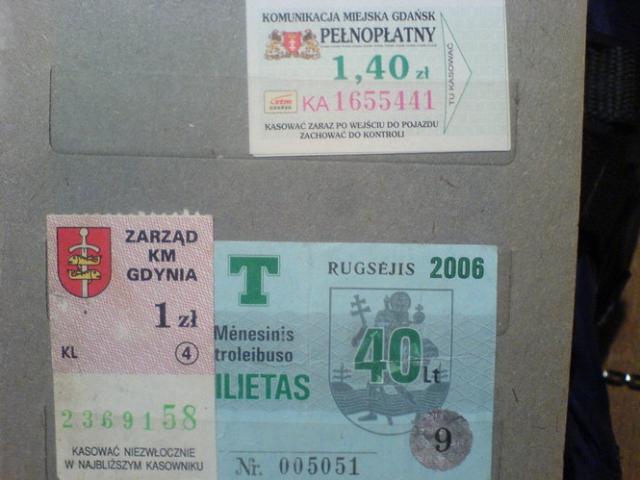 KOMUNIKACJA MIEJSKA GDAŃSK
PEŁNOPŁATNY
1,40 zł
KA 1655441
TU KASOWAĆ
KASOWAĆ ZARAZ PO WEJŚCIU DO POJAZDU
ZACHOWAĆ DO KONTROLI
ZARZĄD
KM
GDYNIA
1 zł
KL 4
2369158
KASOWAĆ NIEZWŁOCZNIE
W NAJBLIŻSZYM KASOWNIKU
T RUGSĖJIS 2006
Mėnesinis
troleibuso
ILIETAS
40 Lt
9
Nr. 005051